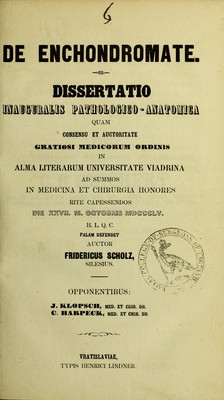 6
DE ENCHONDROMATE.
DISSERTATIO
INAUGURALIS PATHOLOGICO-ANATOMICA
QUAM
CONSENSU ET AUCTORITATE
GRATIOSI MEDICORUM ORDINIS
IN
ALMA LITERARUM UNIVERSITATE VIADRINA
AD SUMMOS
IN MEDICINA ET CHIRURGIA HONORES
RITE CAPESSENDOS
DIE XXVII. M. OCTOBRIS MDCCCLV.
H. L. Q. C.
PALAM DEFENDET
AUCTOR
FRIDERICUS SCHOLZ,
SILESIUS.
OPPONENTIBUS:
J. KLOPSCH, MED. ET CHIR. DR.
C. HARPECK, MED. ET CHIR. DD.
VRATISLAVIAE,
TYPIS HENRICI LINDNER.